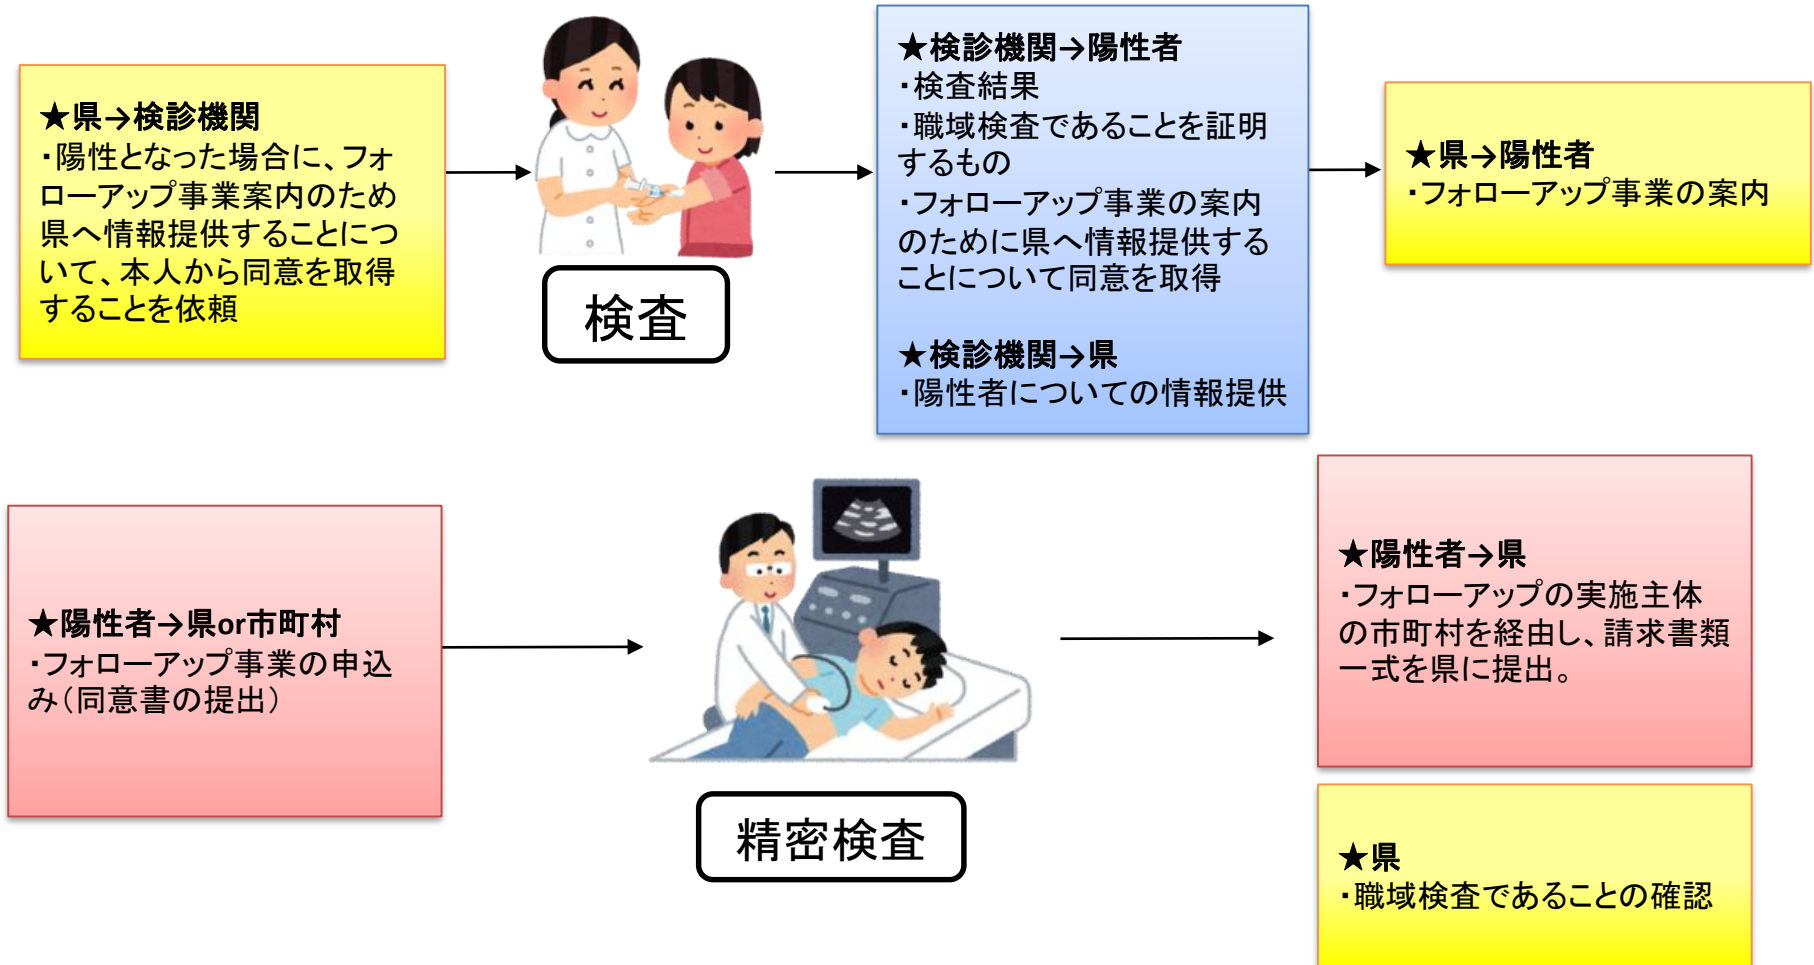 ★県→検診機関
・陽性となった場合に、フォ
ローアップ事業案内のため
県へ情報提供することにつ
いて、本人から同意を取得
することを依頼
検査
★検診機関→陽性者
・検査結果
・職域検査であることを証明
するもの
・フォローアップ事業の案内
のために県へ情報提供する
ことについて同意を取得
★検診機関→県
・陽性者についての情報提供
★県→陽性者
・フォローアップ事業の案内
★陽性者→県or市町村
・フォローアップ事業の申込
み（同意書の提出）
精密検査
★陽性者→県
・フォローアップの実施主体
の市町村を経由し、請求書類
一式を県に提出。
★県
・職域検査であることの確認